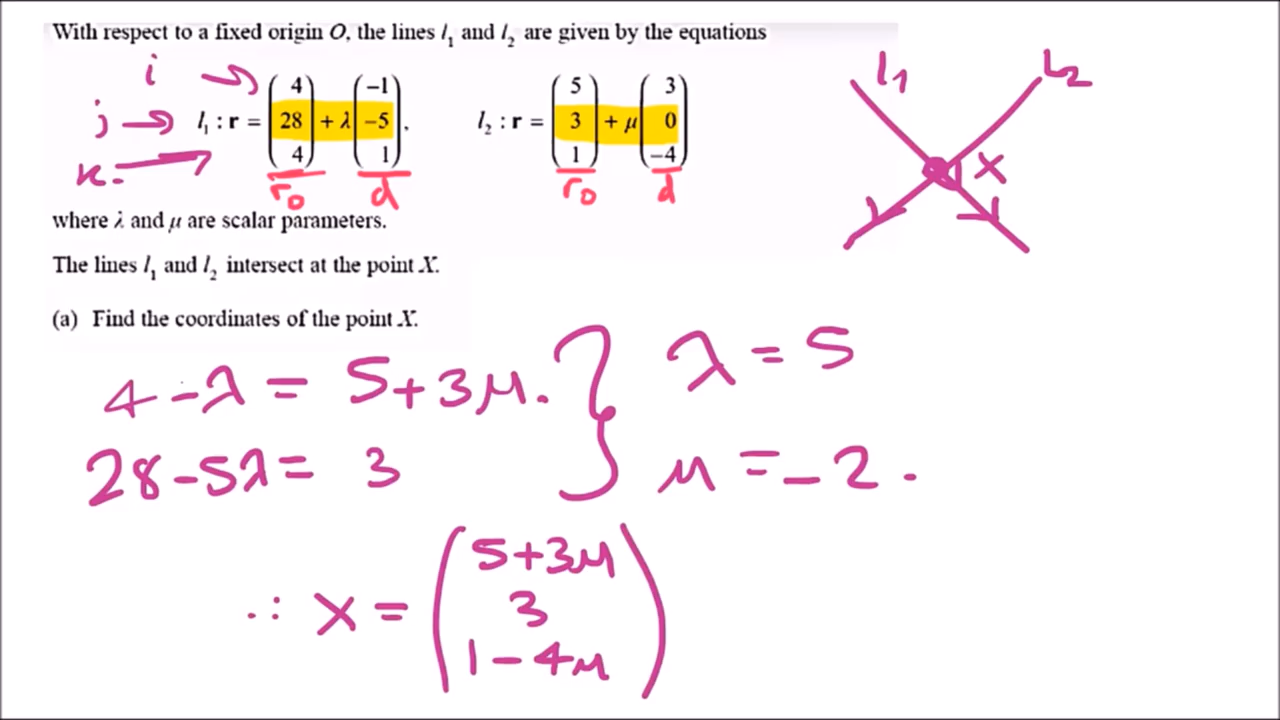 With respect to a fixed origin O, the lines l₁ and l₂ are given by the equations
i → ( 4 ) ( −1 ) ( 5 ) ( 3 )
j → l₁ : r = ( 28 ) + λ ( −5 ) , l₂ : r = ( 3 ) + μ ( 0 )
k. → ( 4 ) ( 1 ) ( 1 ) ( −4 )
r₀ d r₀ d
L₁ L₂
X
where λ and μ are scalar parameters.
The lines l₁ and l₂ intersect at the point X.
(a) Find the coordinates of the point X.
4 − λ = 5 + 3μ. } λ = 5
28 − 5λ = 3 μ = − 2 .
( 5 + 3μ )
∴ X = ( 3 )
( 1 − 4μ )